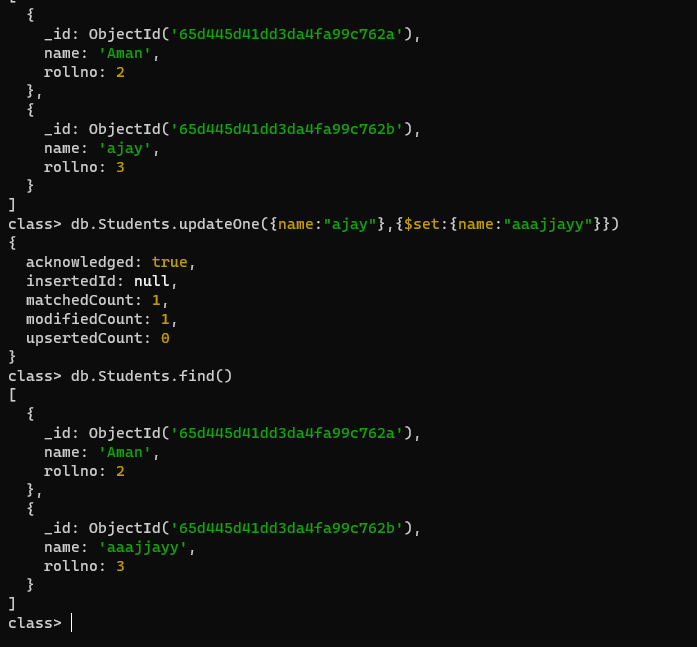 [
{
_id: ObjectId('65d445d41dd3da4fa99c762a'),
name: 'Aman',
rollno: 2
},
{
_id: ObjectId('65d445d41dd3da4fa99c762b'),
name: 'ajay',
rollno: 3
}
]
class> db.Students.updateOne({name:"ajay"},{$set:{name:"aaajjayy"}})
{
acknowledged: true,
insertedId: null,
matchedCount: 1,
modifiedCount: 1,
upsertedCount: 0
}
class> db.Students.find()
[
{
_id: ObjectId('65d445d41dd3da4fa99c762a'),
name: 'Aman',
rollno: 2
},
{
_id: ObjectId('65d445d41dd3da4fa99c762b'),
name: 'aaajjayy',
rollno: 3
}
]
class>